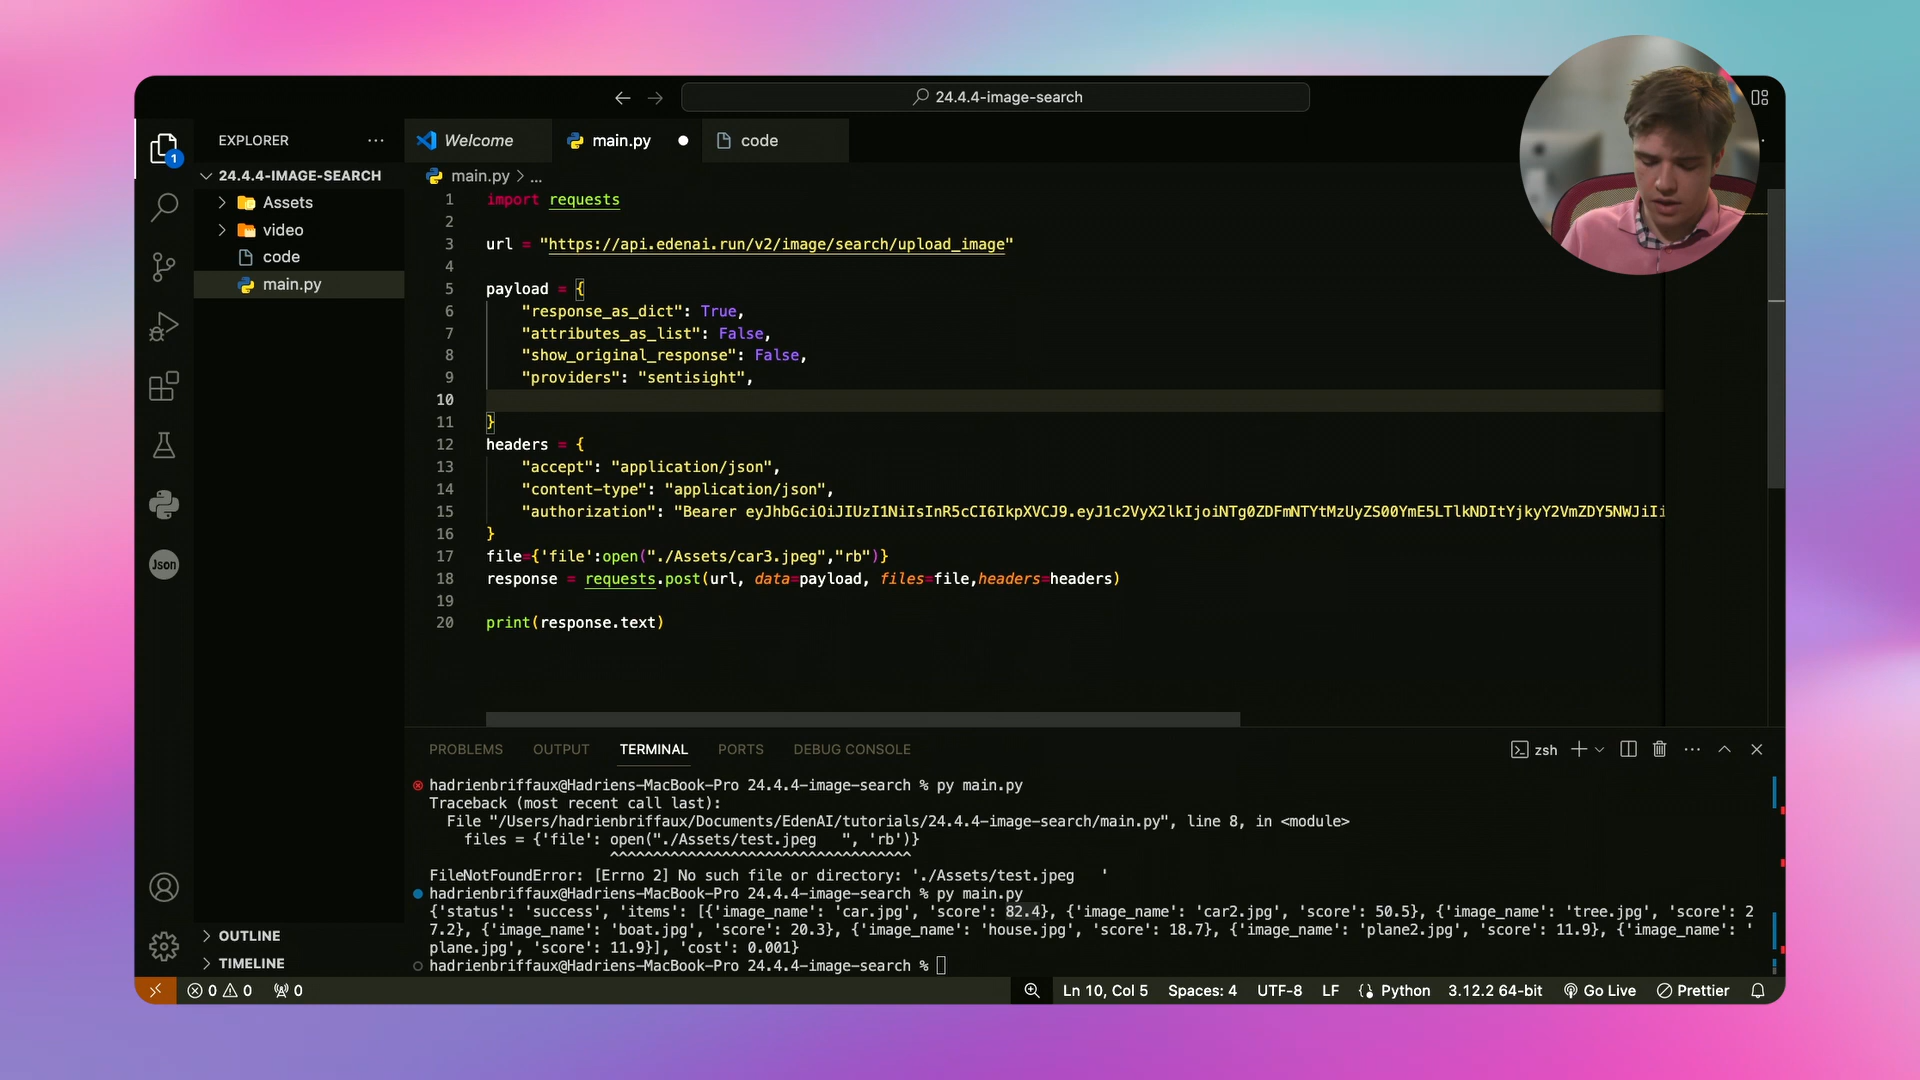 24.4.4-image-search
EXPLORER
Welcome
main.py
code
24.4.4-IMAGE-SEARCH
Assets
video
code
main.py
main.py > ...
1 import requests
2
3 url = "https://api.edenai.run/v2/image/search/upload_image"
4
5 payload = {
6 "response_as_dict": True,
7 "attributes_as_list": False,
8 "show_original_response": False,
9 "providers": "sentisight",
10
11 }
12 headers = {
13 "accept": "application/json",
14 "content-type": "application/json",
15 "authorization": "Bearer
16 }
17 file={'file':open("./Assets/car3.jpeg","rb")}
18 response = requests.post(url, data=payload, files=file,headers=headers)
19
20 print(response.text)
1
Json
PROBLEMS
OUTPUT
TERMINAL
PORTS
DEBUG CONSOLE
zsh
hadrienbriffaux@Hadriens-MacBook-Pro 24.4.4-image-search % py main.py
Traceback (most recent call last):
File "/Users/hadrienbriffaux/Documents/EdenAI/tutorials/24.4.4-image-search/main.py", line 8, in <module>
files = {'file': open("./Assets/test.jpeg   ", 'rb')}
^^^^^^^^^^^^^^^^^^^^^^^^^^^^^^^^^^
FileNotFoundError: [Errno 2] No such file or directory: './Assets/test.jpeg   '
hadrienbriffaux@Hadriens-MacBook-Pro 24.4.4-image-search % py main.py
{'status': 'success', 'items': [{'image_name': 'car.jpg', 'score': 82.4}, {'image_name': 'car2.jpg', 'score': 50.5}, {'image_name': 'tree.jpg', 'score': 2
7.2}, {'image_name': 'boat.jpg', 'score': 20.3}, {'image_name': 'house.jpg', 'score': 18.7}, {'image_name': 'plane2.jpg', 'score': 11.9}, {'image_name': '
plane.jpg', 'score': 11.9}], 'cost': 0.001}
hadrienbriffaux@Hadriens-MacBook-Pro 24.4.4-image-search %
OUTLINE
TIMELINE
0 0 0
Ln 10, Col 5
Spaces: 4
UTF-8
LF
Python
3.12.2 64-bit
Go Live
Prettier